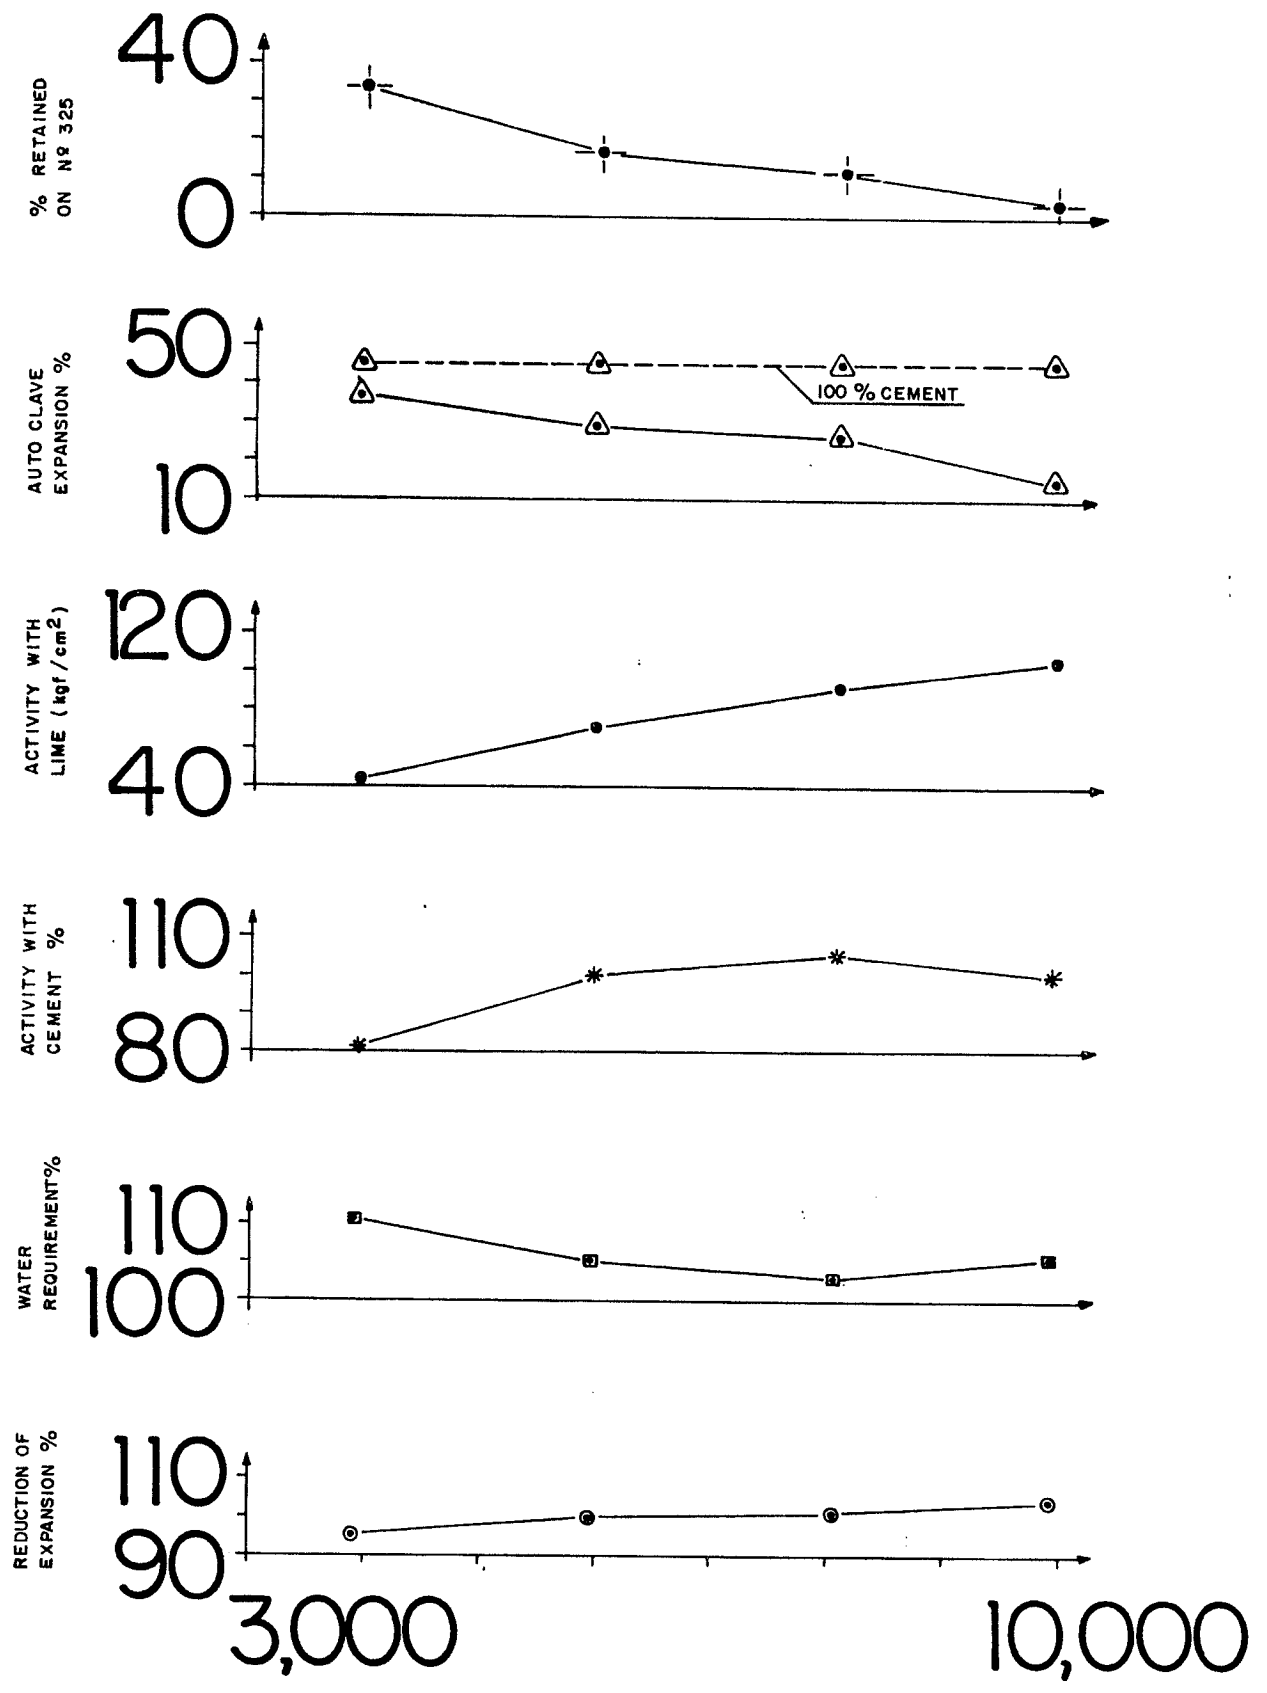 40
% RETAINED
ON Nº 325
0
50
AUTO CLAVE
EXPANSION %
100 % CEMENT
10
120
ACTIVITY WITH
LIME (kgf/cm²)
40
110
ACTIVITY WITH
CEMENT %
80
110
WATER
REQUIREMENT%
100
110
REDUCTION OF
EXPANSION %
90
3,000
10,000